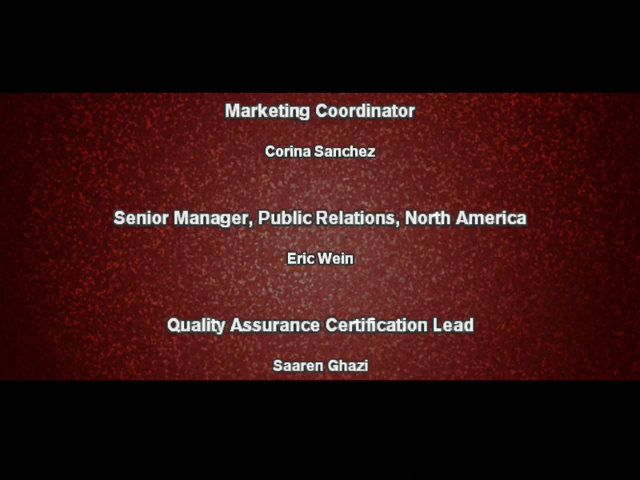 Marketing Coordinator
Corina Sanchez
Senior Manager, Public Relations, North America
Eric Wein
Quality Assurance Certification Lead
Saaren Ghazi